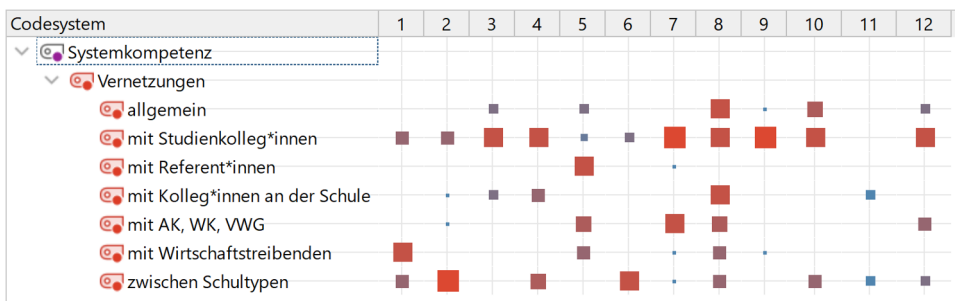 Codesystem 1 2 3 4 5 6 7 8 9 10 11 12
Systemkompetenz
Vernetzungen
allgemein
mit Studienkolleg*innen
mit Referent*innen
mit Kolleg*innen an der Schule
mit AK, WK, VWG
mit Wirtschaftstreibenden
zwischen Schultypen